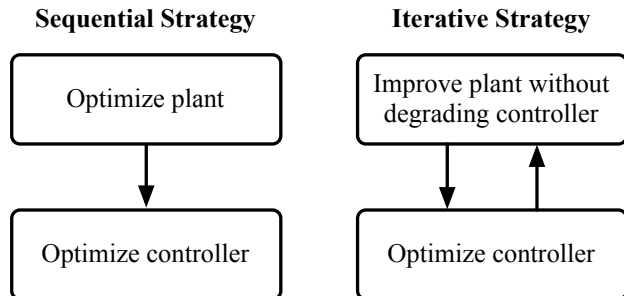 Sequential Strategy
Optimize plant
Optimize controller
Iterative Strategy
Improve plant without
degrading controller
Optimize controller